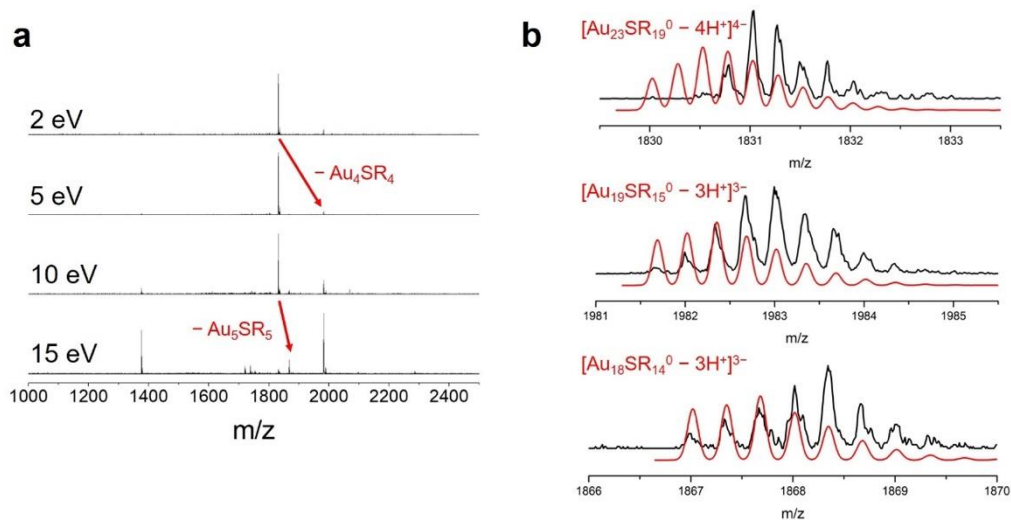 a
2 eV
− Au₄SR₄
5 eV
10 eV
− Au₅SR₅
15 eV
1000 1200 1400 1600 1800 2000 2200 2400
m/z
b
[Au₂₃SR₁₉⁰ − 4H⁺]⁴⁻
1830 1831 1832 1833
m/z
[Au₁₉SR₁₅⁰ − 3H⁺]³⁻
1981 1982 1983 1984 1985
m/z
[Au₁₈SR₁₄⁰ − 3H⁺]³⁻
1866 1867 1868 1869 1870
m/z